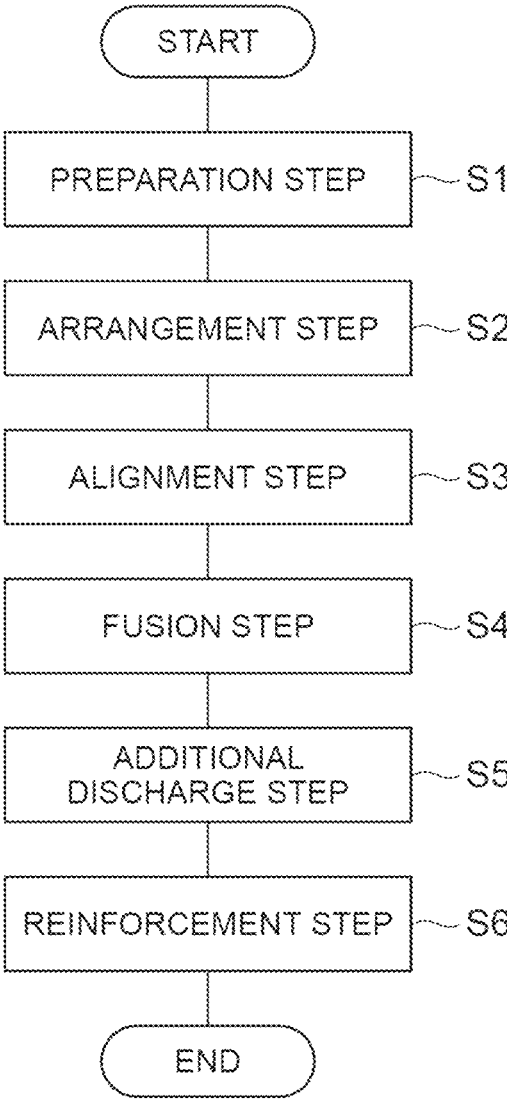 START
PREPARATION STEP
S1
ARRANGEMENT STEP
S2
ALIGNMENT STEP
S3
FUSION STEP
S4
ADDITIONAL
DISCHARGE STEP
S5
REINFORCEMENT STEP
S6
END